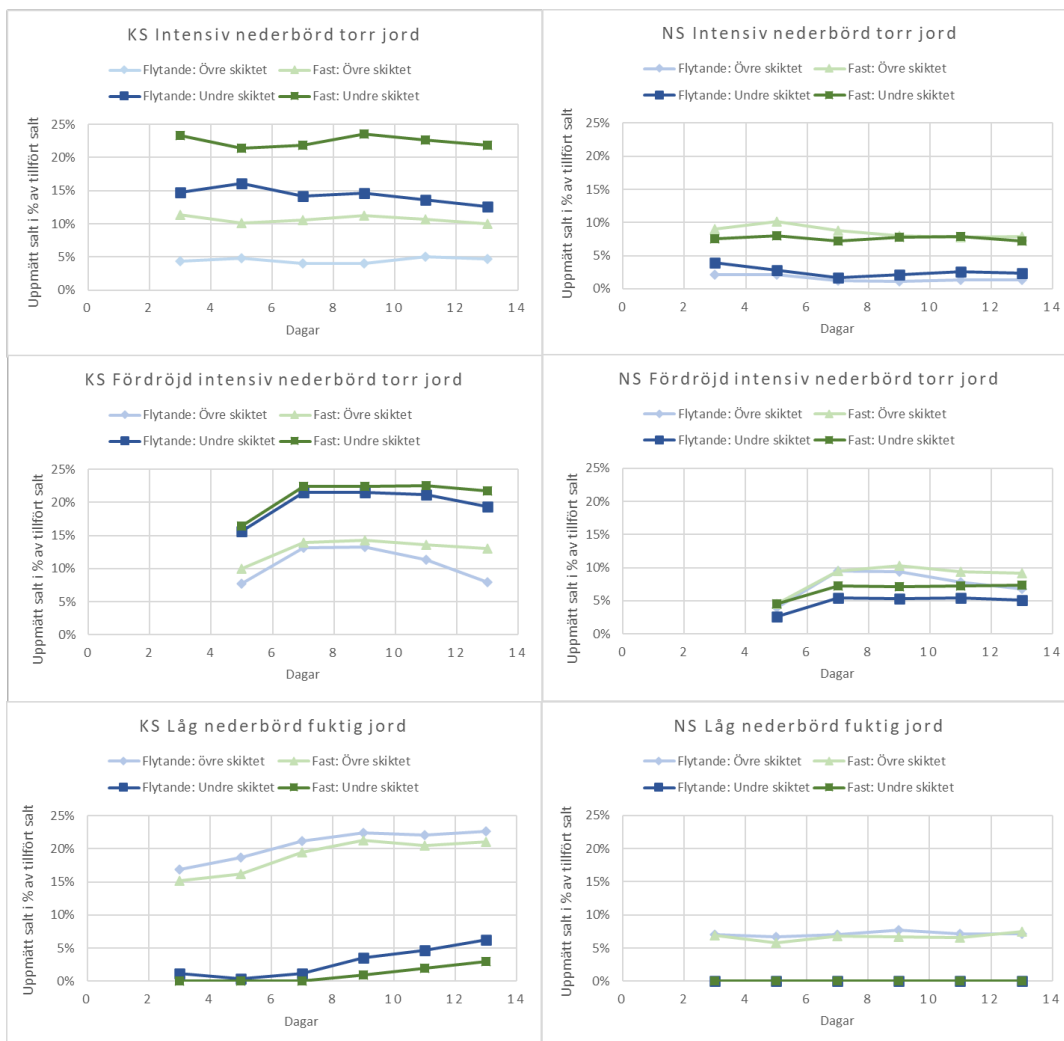 KS Intensiv nederbörd torr jord
Flytande: Övre skiktet
Fast: Övre skiktet
Flytande: Undre skiktet
Fast: Undre skiktet
Uppmätt salt i % av tillfört salt
25%
20%
15%
10%
5%
0%
0 2 4 6 8 10 12 14
Dagar
NS Intensiv nederbörd torr jord
Flytande: Övre skiktet
Fast: Övre skiktet
Flytande: Undre skiktet
Fast: Undre skiktet
Uppmätt salt i % av tillfört salt
25%
20%
15%
10%
5%
0%
0 2 4 6 8 10 12 14
Dagar
KS Fördröjd intensiv nederbörd torr jord
Flytande: Övre skiktet
Fast: Övre skiktet
Flytande: Undre skiktet
Fast: Undre skiktet
Uppmätt salt i % av tillfört salt
25%
20%
15%
10%
5%
0%
0 2 4 6 8 10 12 14
Dagar
NS Fördröjd intensiv nederbörd torr jord
Flytande: Övre skiktet
Fast: Övre skiktet
Flytande: Undre skiktet
Fast: Undre skiktet
Uppmätt salt i % av tillfört salt
25%
20%
15%
10%
5%
0%
0 2 4 6 8 10 12 14
Dagar
KS Låg nederbörd fuktig jord
Flytande: övre skiktet
Fast: Övre skiktet
Flytande: Undre skiktet
Fast: Undre skiktet
Uppmätt salt i % av tillfört salt
25%
20%
15%
10%
5%
0%
0 2 4 6 8 10 12 14
Dagar
NS Låg nederbörd fuktig jord
Flytande: Övre skiktet
Fast: Övre skiktet
Flytande: Undre skiktet
Fast: Undre skiktet
Uppmätt salt i % av tillfört salt
25%
20%
15%
10%
5%
0%
0 2 4 6 8 10 12 14
Dagar